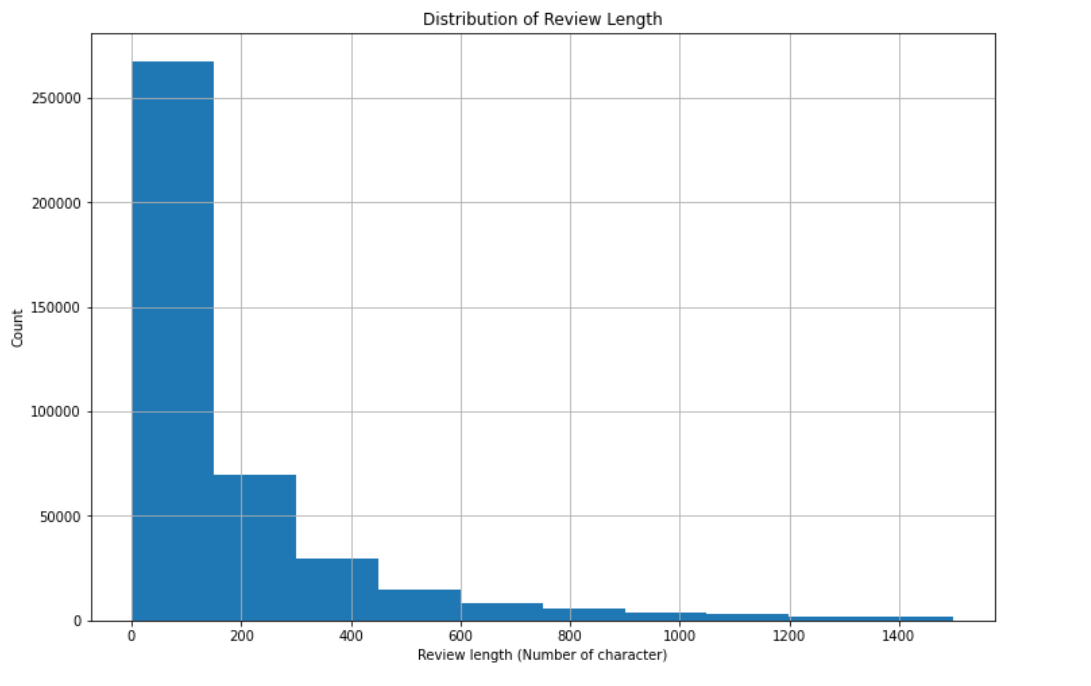 Distribution of Review Length
250000
200000
150000
100000
50000
0
Count
0 200 400 600 800 1000 1200 1400
Review length (Number of character)